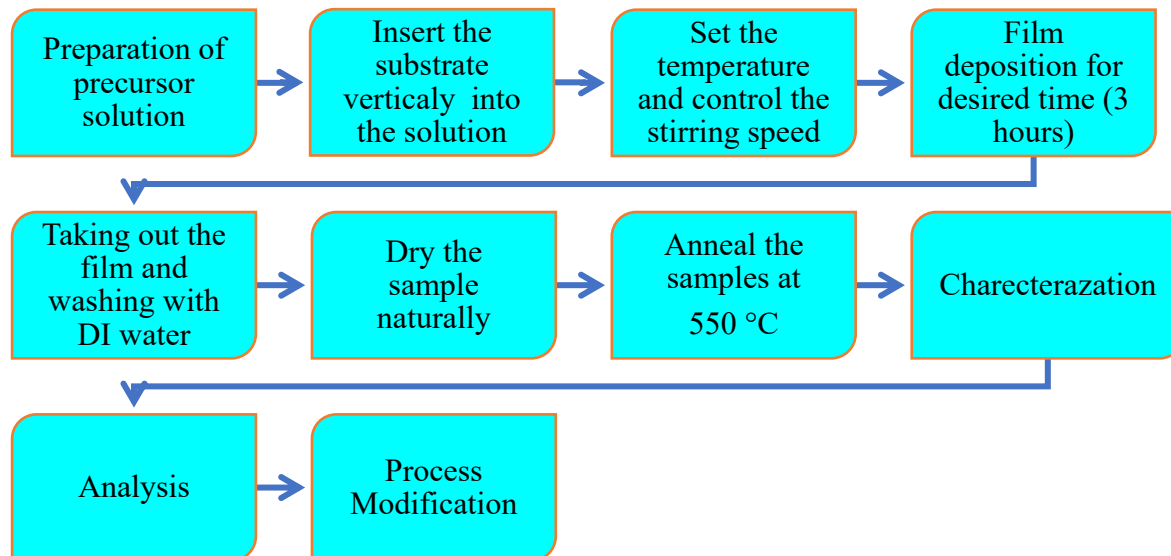 Preparation of
precursor
solution
Insert the
substrate
verticaly into
the solution
Set the
temperature
and control the
stirring speed
Film
deposition for
desired time (3
hours)
Taking out the
film and
washing with
DI water
Dry the
sample
naturally
Anneal the
samples at
550 °C
Charecterazation
Analysis
Process
Modification